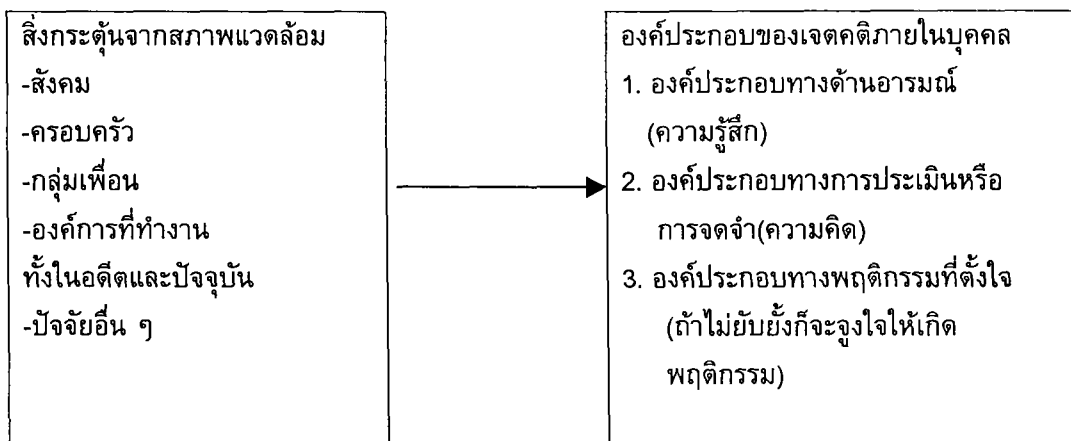 สิ่งกระตุ้นจากสภาพแวดล้อม
-สังคม
-ครอบครัว
-กลุ่มเพื่อน
-องค์การที่ทำงาน
ทั้งในอดีตและปัจจุบัน
-ปัจจัยอื่น ๆ
องค์ประกอบของเจตคติภายในบุคคล
1. องค์ประกอบทางด้านอารมณ์
(ความรู้สึก)
2. องค์ประกอบทางการประเมินหรือ
การจดจำ(ความคิด)
3. องค์ประกอบทางพฤติกรรมที่ตั้งใจ
(ถ้าไม่ยับยั้งก็จะจูงใจให้เกิด
พฤติกรรม)